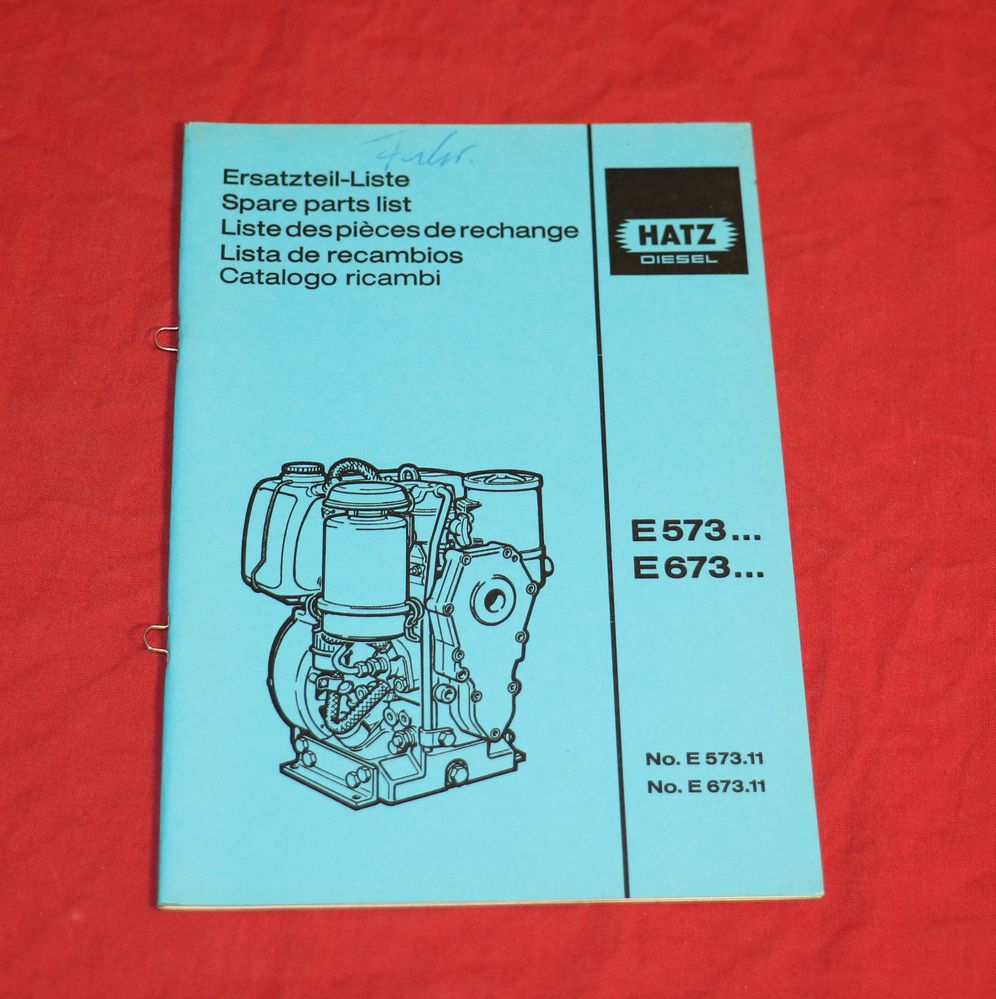 Ersatzteil-Liste
Spare parts list
Liste des pièces de rechange
Lista de recambios
Catalogo ricambi
HATZ
DIESEL
E 573...
E 673...
No. E 573.11
No. E 673.11